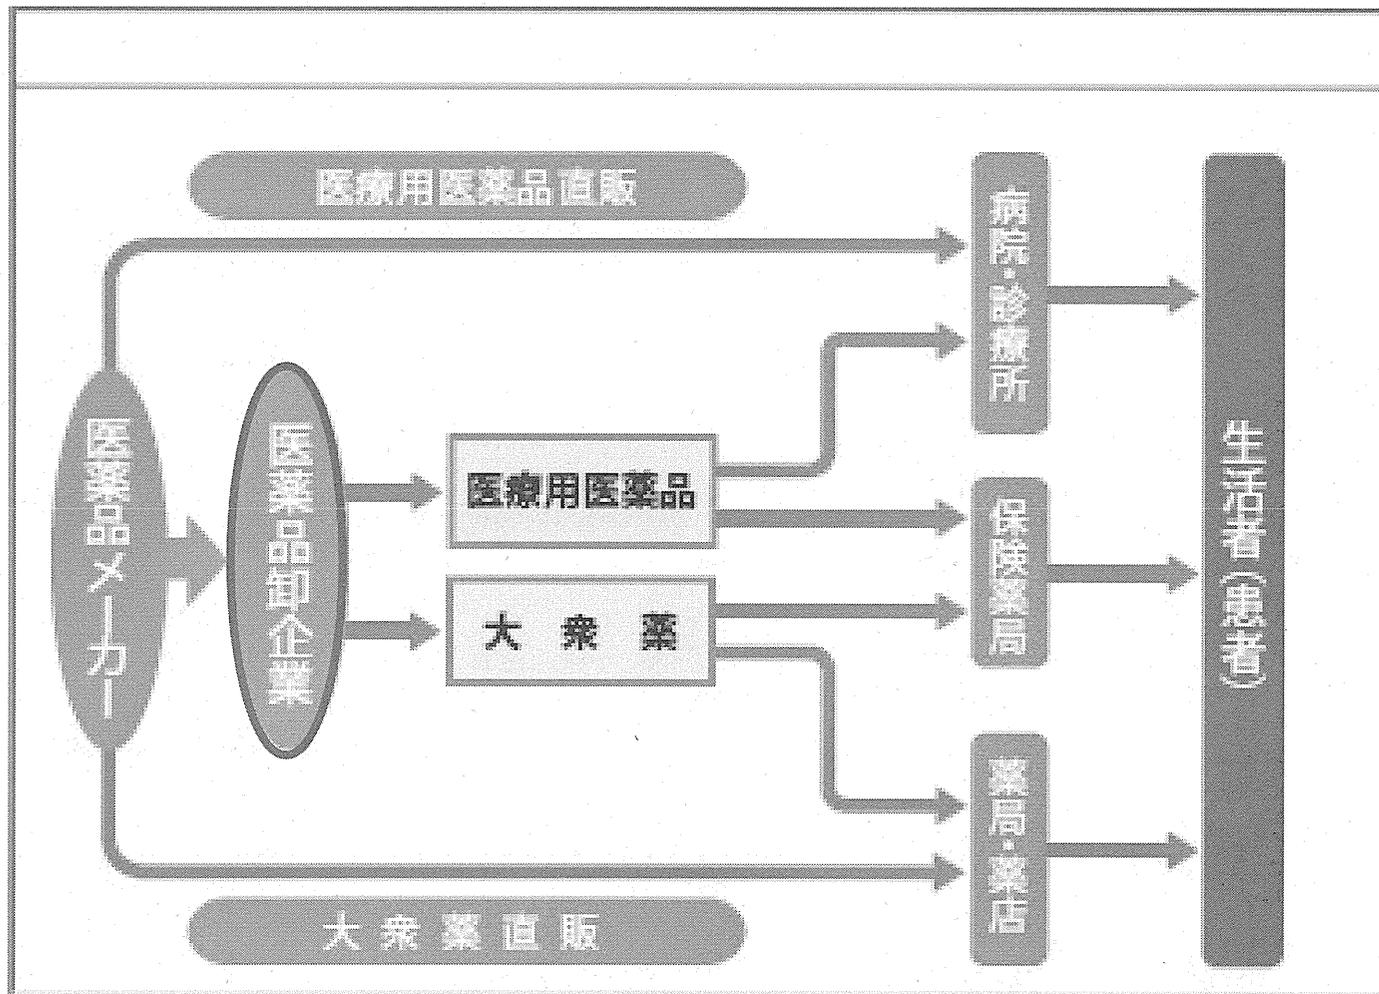 医療用医薬品直販
医薬品メーカー
医薬品卸企業
医療用医薬品
大衆薬
大衆薬直販
病院・診療所
保険薬局
薬局・薬店
生活者(患者)